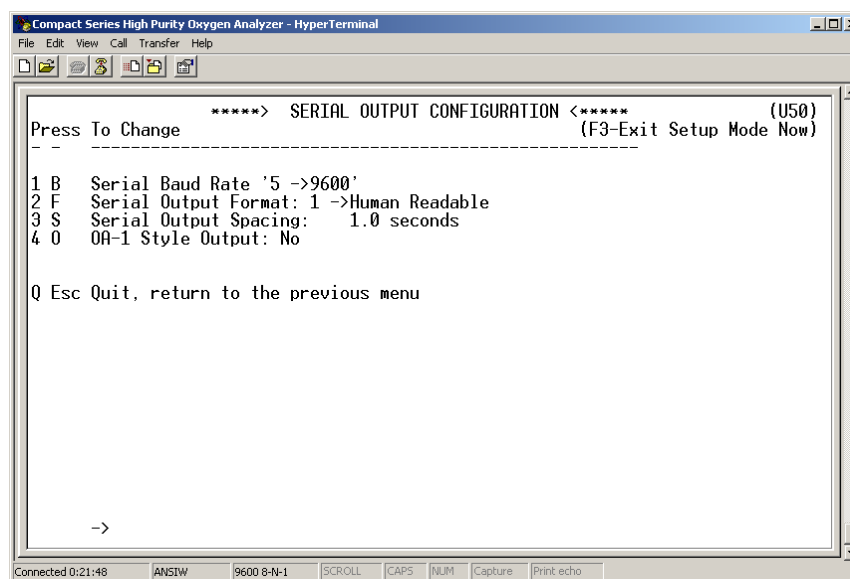 Compact Series High Purity Oxygen Analyzer - HyperTerminal
File Edit View Call Transfer Help
*****> SERIAL OUTPUT CONFIGURATION <***** (U50)
Press To Change (F3-Exit Setup Mode Now)
- - -------------------------------------------------------
1 B Serial Baud Rate '5 ->9600'
2 F Serial Output Format: 1 ->Human Readable
3 S Serial Output Spacing: 1.0 seconds
4 O OA-1 Style Output: No
Q Esc Quit, return to the previous menu
->
Connected 0:21:48 ANSIW 9600 8-N-1 SCROLL CAPS NUM Capture Print echo